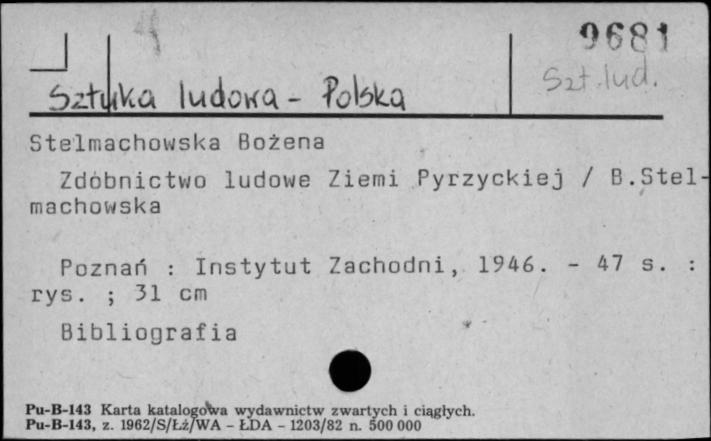 9681
Szt.lud.
Sztuka ludowa - Polska
Stelmachowska Bożena
Zdobnictwo ludowe Ziemi Pyrzyckiej / B.Stel-
machowska
Poznań : Instytut Zachodni, 1946. - 47 s. :
rys. ; 31 cm
Bibliografia
Pu-B-143 Karta katalogowa wydawnictw zwartych i ciągłych.
Pu-B-143, z. 1962/S/Łż/WA - ŁDA - 1203/82 n. 500 000